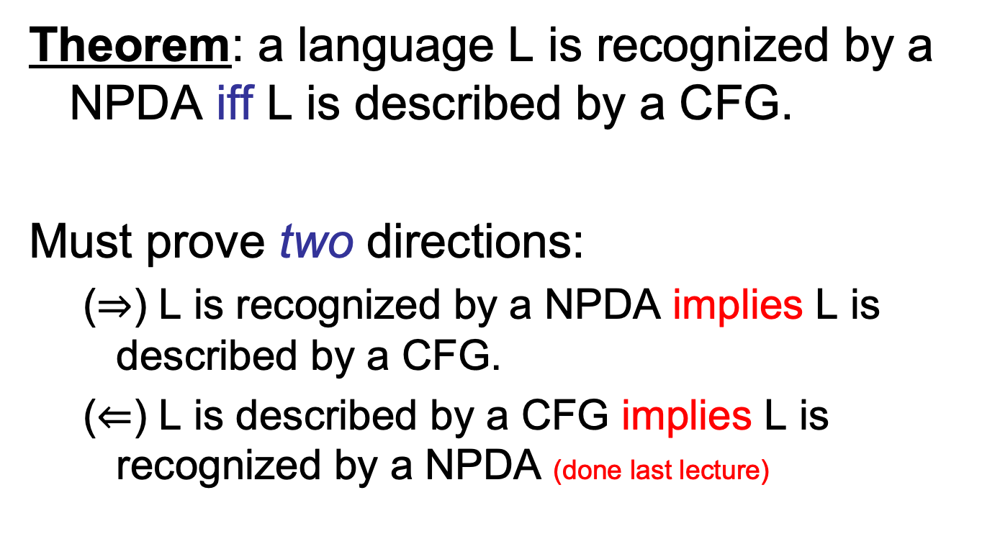 Theorem: a language L is recognized by a
NPDA iff L is described by a CFG.
Must prove two directions:
(⇒) L is recognized by a NPDA implies L is
described by a CFG.
(⇐) L is described by a CFG implies L is
recognized by a NPDA (done last lecture)